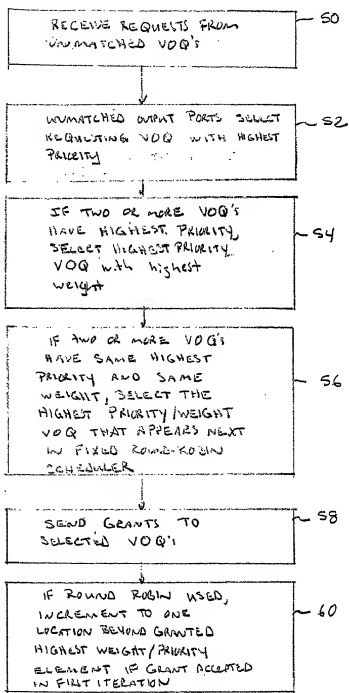 RECEIVE REQUESTS FROM
UNMATCHED VOQ'S
50
UNMATCHED OUTPUT PORTS SELECT
REQUESTING VOQ WITH HIGHEST
PRIORITY
52
IF TWO OR MORE VOQ'S
HAVE HIGHEST PRIORITY,
SELECT HIGHEST PRIORITY
VOQ with highest
weight
54
IF TWO OR MORE VOQ'S
HAVE SAME HIGHEST
PRIORITY AND SAME
WEIGHT, SELECT THE
HIGHEST PRIORITY/WEIGHT
VOQ THAT APPEARS NEXT
IN FIXED ROUND-ROBIN
SCHEDULER
56
SEND GRANTS TO
SELECTED VOQ'S
58
IF ROUND ROBIN USED,
INCREMENT TO ONE
LOCATION BEYOND GRANTED
HIGHEST WEIGHT/PRIORITY
ELEMENT IF GRANT ACCEPTED
IN FIRST ITERATION
60